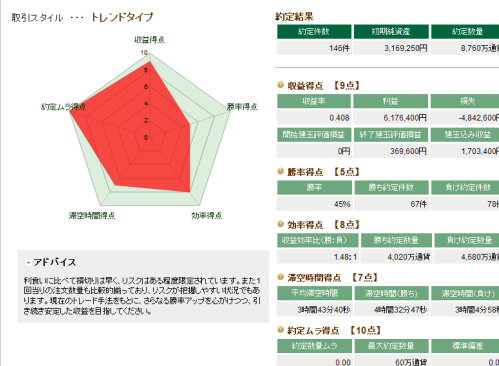 取引スタイル ・・・ トレンドタイプ
収益得点
10
8
6
4
2
0
約定ムラ得点
勝率得点
滞空時間得点
効率得点
・アドバイス
利食いに比べて損切りは早く、リスクはある程度限定されています。また1
回当りの注文数量も比較的揃っており、リスクが把握しやすい状況でもあ
ります。現在のトレード手法をもとに、さらなる勝率アップを心がけつつ、引
き続き安定した収益を目指してください。
約定結果
約定件数 初期純資産 約定数量
146件 3,169,250円 8,760万通貨
収益得点 【9点】
収益率 利益 損失
0.408 6,176,400円 -4,842,600円
開始建玉評価損益 終了建玉評価損益 建玉込み収益
0円 369,600円 1,703,400円
勝率得点 【5点】
勝率 勝ち約定件数 負け約定件数
45% 67件 78件
効率得点 【8点】
収益効率比(勝:負) 勝ち約定数量 負け約定数量
1.48:1 4,020万通貨 4,680万通貨
滞空時間得点 【7点】
平均滞空時間 滞空時間(勝ち) 滞空時間(負け)
3時間43分40秒 4時間32分47秒 3時間4分58秒
約定ムラ得点 【10点】
約定数量ムラ 最大約定数量 標準偏差
0.00 60万通貨 0.0